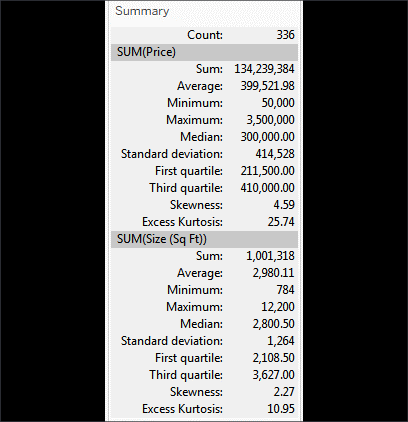 Summary
Count: 336
SUM(Price)
Sum: 134,239,384
Average: 399,521.98
Minimum: 50,000
Maximum: 3,500,000
Median: 300,000.00
Standard deviation: 414,528
First quartile: 211,500.00
Third quartile: 410,000.00
Skewness: 4.59
Excess Kurtosis: 25.74
SUM(Size (Sq Ft))
Sum: 1,001,318
Average: 2,980.11
Minimum: 784
Maximum: 12,200
Median: 2,800.50
Standard deviation: 1,264
First quartile: 2,108.50
Third quartile: 3,627.00
Skewness: 2.27
Excess Kurtosis: 10.95